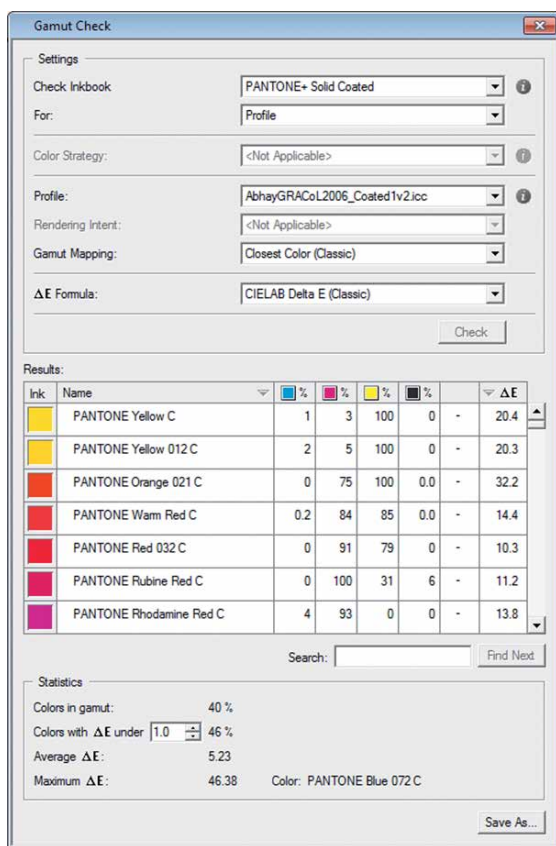 Gamut Check
Settings
Check Inkbook PANTONE+ Solid Coated
For: Profile
Color Strategy: <Not Applicable>
Profile: AbhayGRACoL2006_Coated1v2.icc
Rendering Intent: <Not Applicable>
Gamut Mapping: Closest Color (Classic)
ΔE Formula: CIELAB Delta E (Classic)
Check
Results:
Ink Name % % % % ΔE
PANTONE Yellow C 1 3 100 0 - 20.4
PANTONE Yellow 012 C 2 5 100 0 - 20.3
PANTONE Orange 021 C 0 75 100 0.0 - 32.2
PANTONE Warm Red C 0.2 84 85 0.0 - 14.4
PANTONE Red 032 C 0 91 79 0 - 10.3
PANTONE Rubine Red C 0 100 31 6 - 11.2
PANTONE Rhodamine Red C 4 93 0 0 - 13.8
Search: Find Next
Statistics
Colors in gamut: 40 %
Colors with ΔE under 1.0 46 %
Average ΔE: 5.23
Maximum ΔE: 46.38 Color: PANTONE Blue 072 C
Save As...